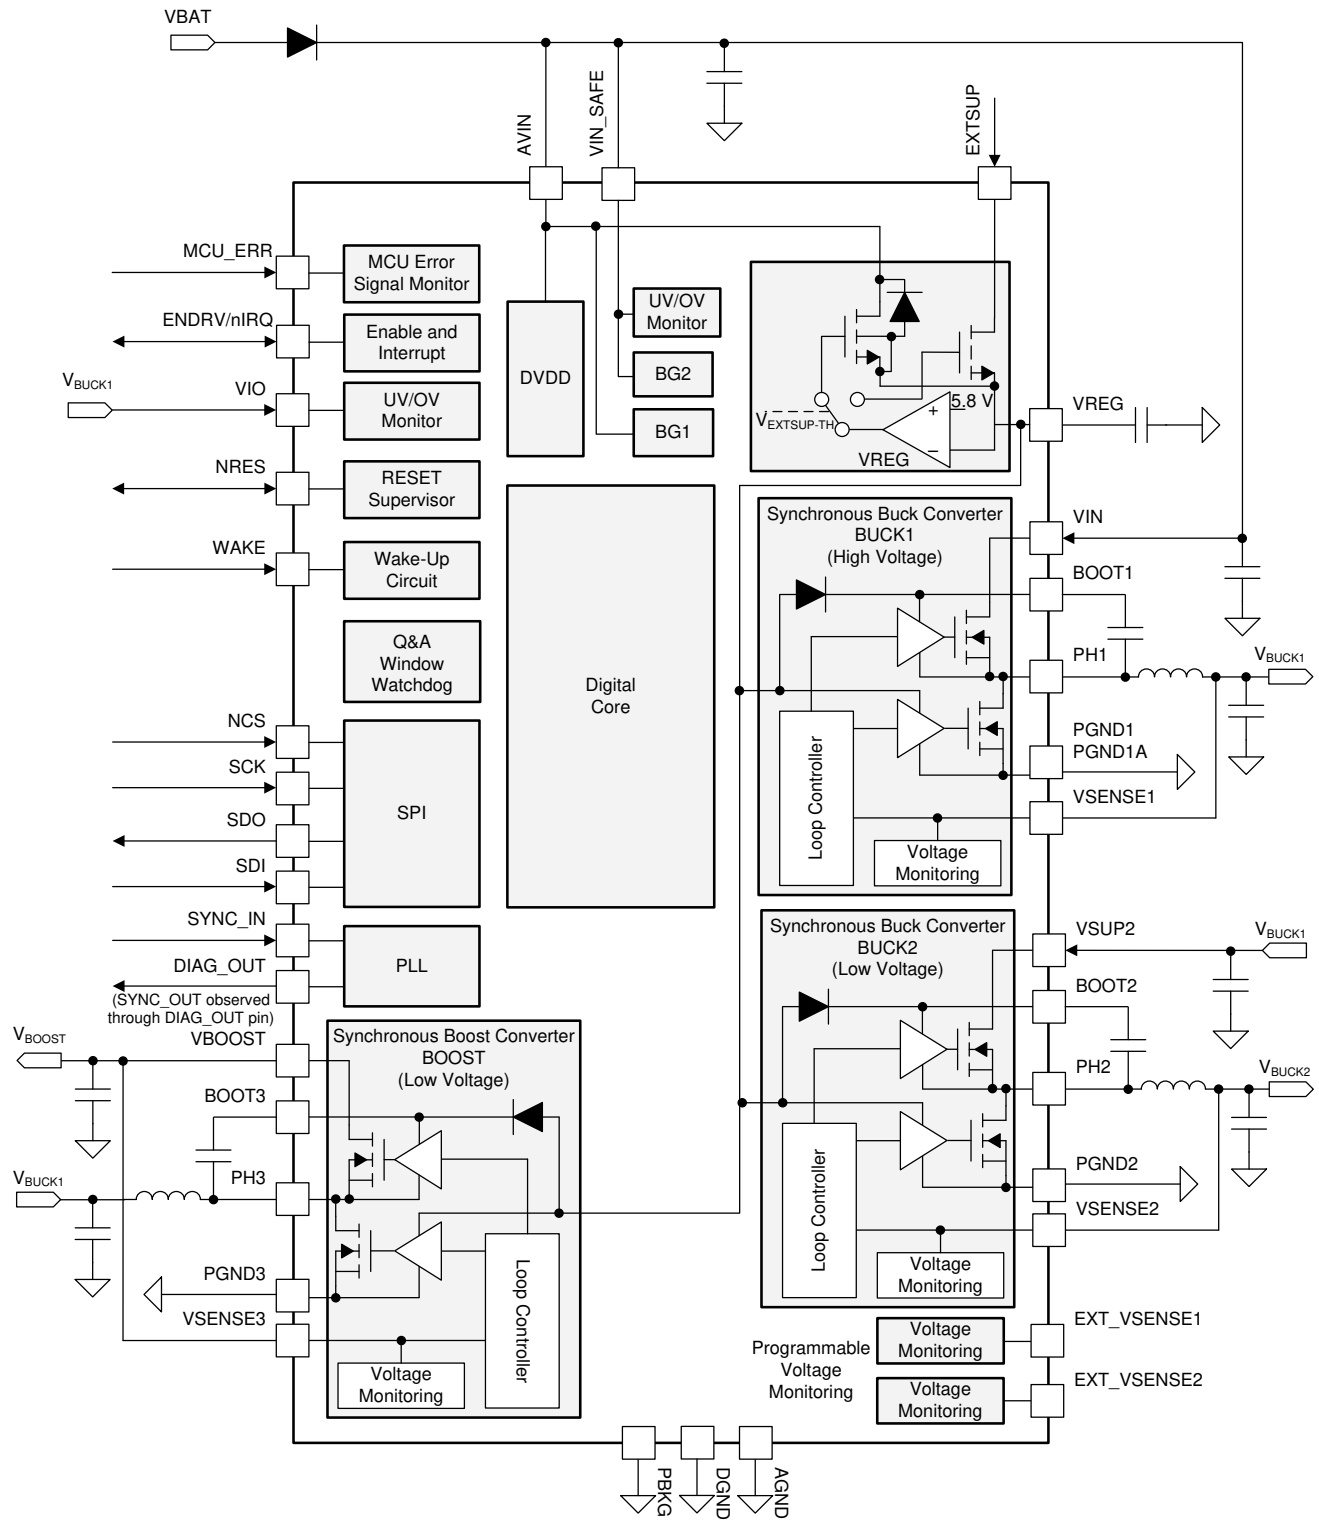 VBAT
AVIN
VIN_SAFE
EXTSUP
MCU_ERR
MCU Error
Signal Monitor
ENDRV/nIRQ
Enable and
Interrupt
VBUCK1
VIO
UV/OV
Monitor
NRES
RESET
Supervisor
WAKE
Wake-Up
Circuit
Q&A
Window
Watchdog
NCS
SCK
SDO
SDI
SPI
SYNC_IN
DIAG_OUT
(SYNC_OUT observed
through DIAG_OUT pin)
PLL
DVDD
UV/OV
Monitor
BG2
BG1
Digital
Core
5.8 V
+
−
VEXTSUP-TH
VREG
VREG
Synchronous Buck Converter
BUCK1
(High Voltage)
VIN
BOOT1
PH1
VBUCK1
PGND1
PGND1A
VSENSE1
Loop Controller
Voltage
Monitoring
Synchronous Buck Converter
BUCK2
(Low Voltage)
VSUP2
VBUCK1
BOOT2
PH2
VBUCK2
PGND2
VSENSE2
Loop Controller
Voltage
Monitoring
VBOOST
VBOOST
BOOT3
VBUCK1
PH3
PGND3
VSENSE3
Synchronous Boost Converter
BOOST
(Low Voltage)
Loop Controller
Voltage
Monitoring
Programmable
Voltage
Monitoring
Voltage
Monitoring
EXT_VSENSE1
Voltage
Monitoring
EXT_VSENSE2
PBKG
DGND
AGND